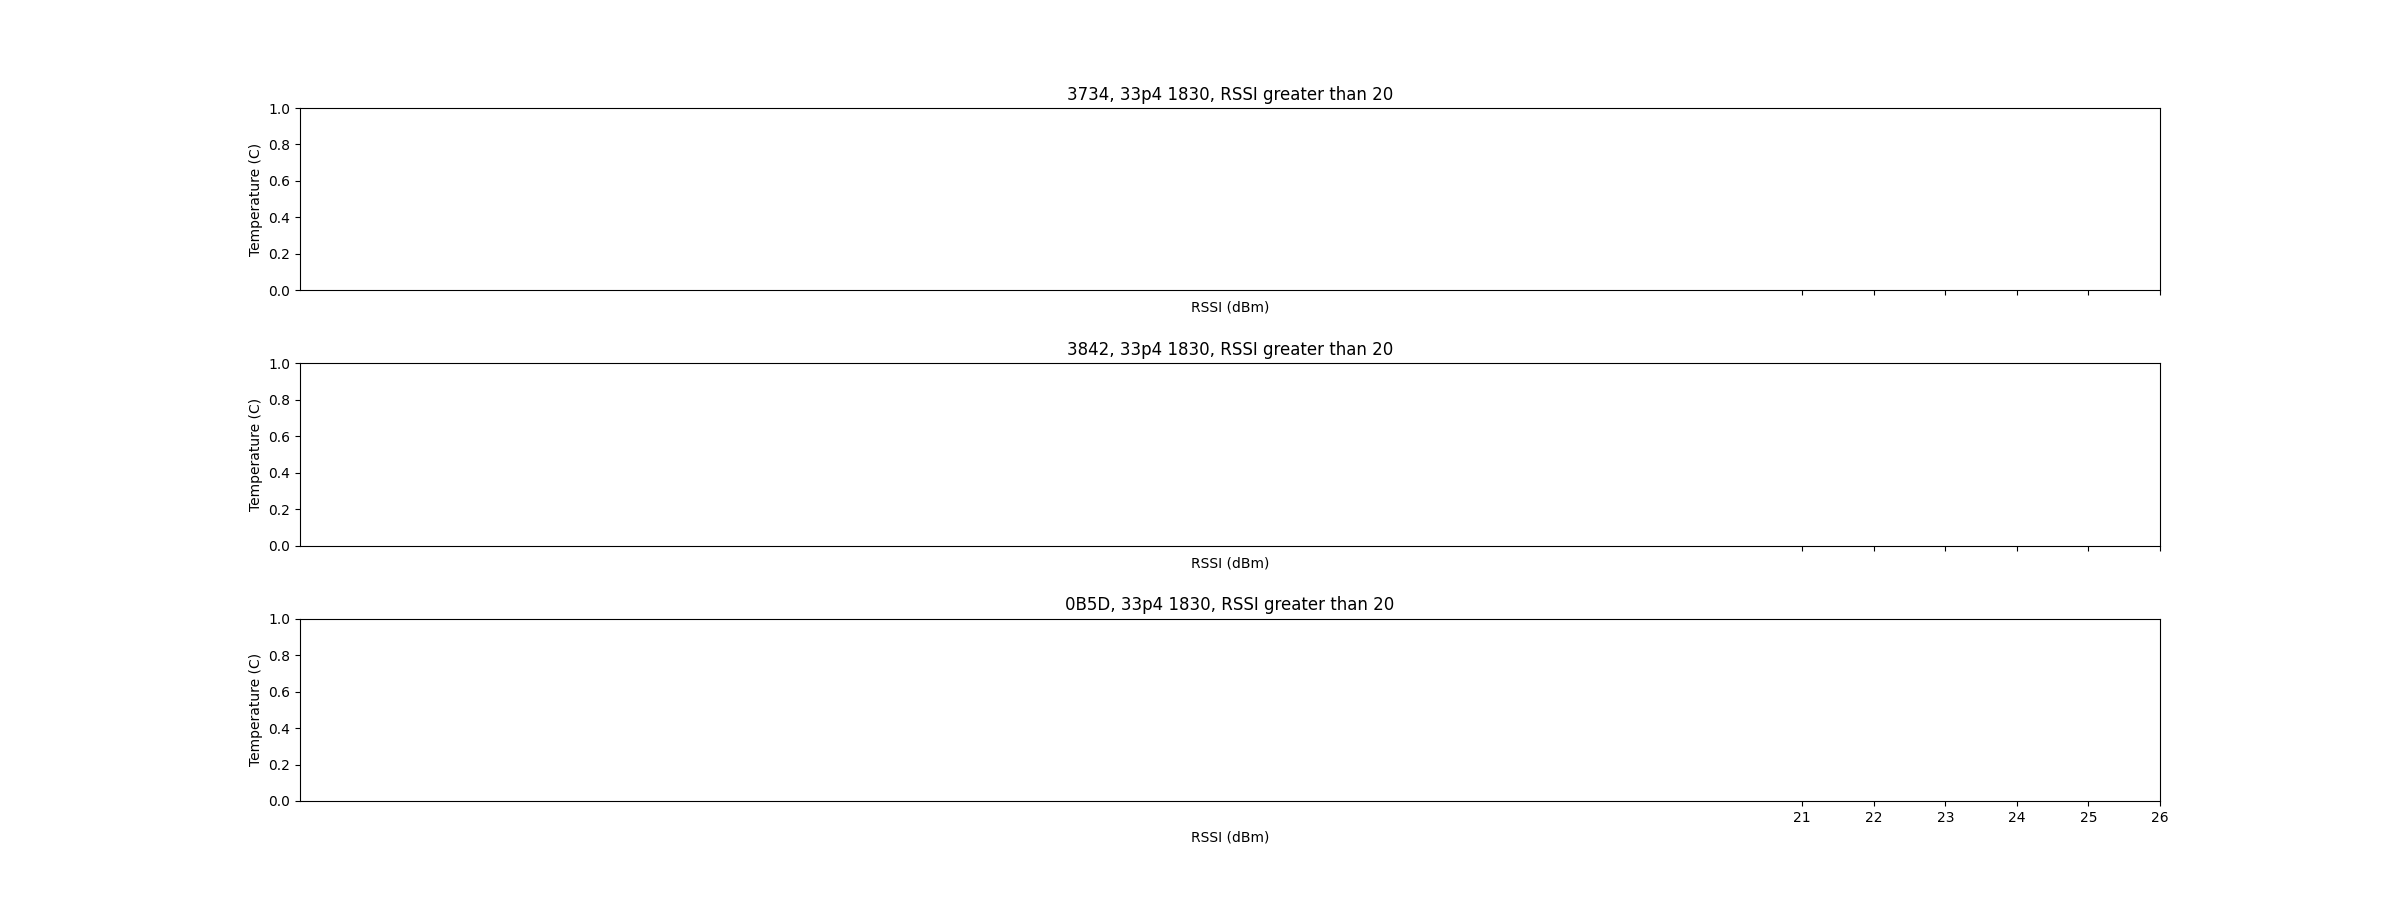 3734, 33p4 1830, RSSI greater than 20
1.0
0.8
0.6
0.4
0.2
0.0
Temperature (C)
RSSI (dBm)
3842, 33p4 1830, RSSI greater than 20
1.0
0.8
0.6
0.4
0.2
0.0
Temperature (C)
RSSI (dBm)
0B5D, 33p4 1830, RSSI greater than 20
1.0
0.8
0.6
0.4
0.2
0.0
Temperature (C)
21 22 23 24 25 26
RSSI (dBm)